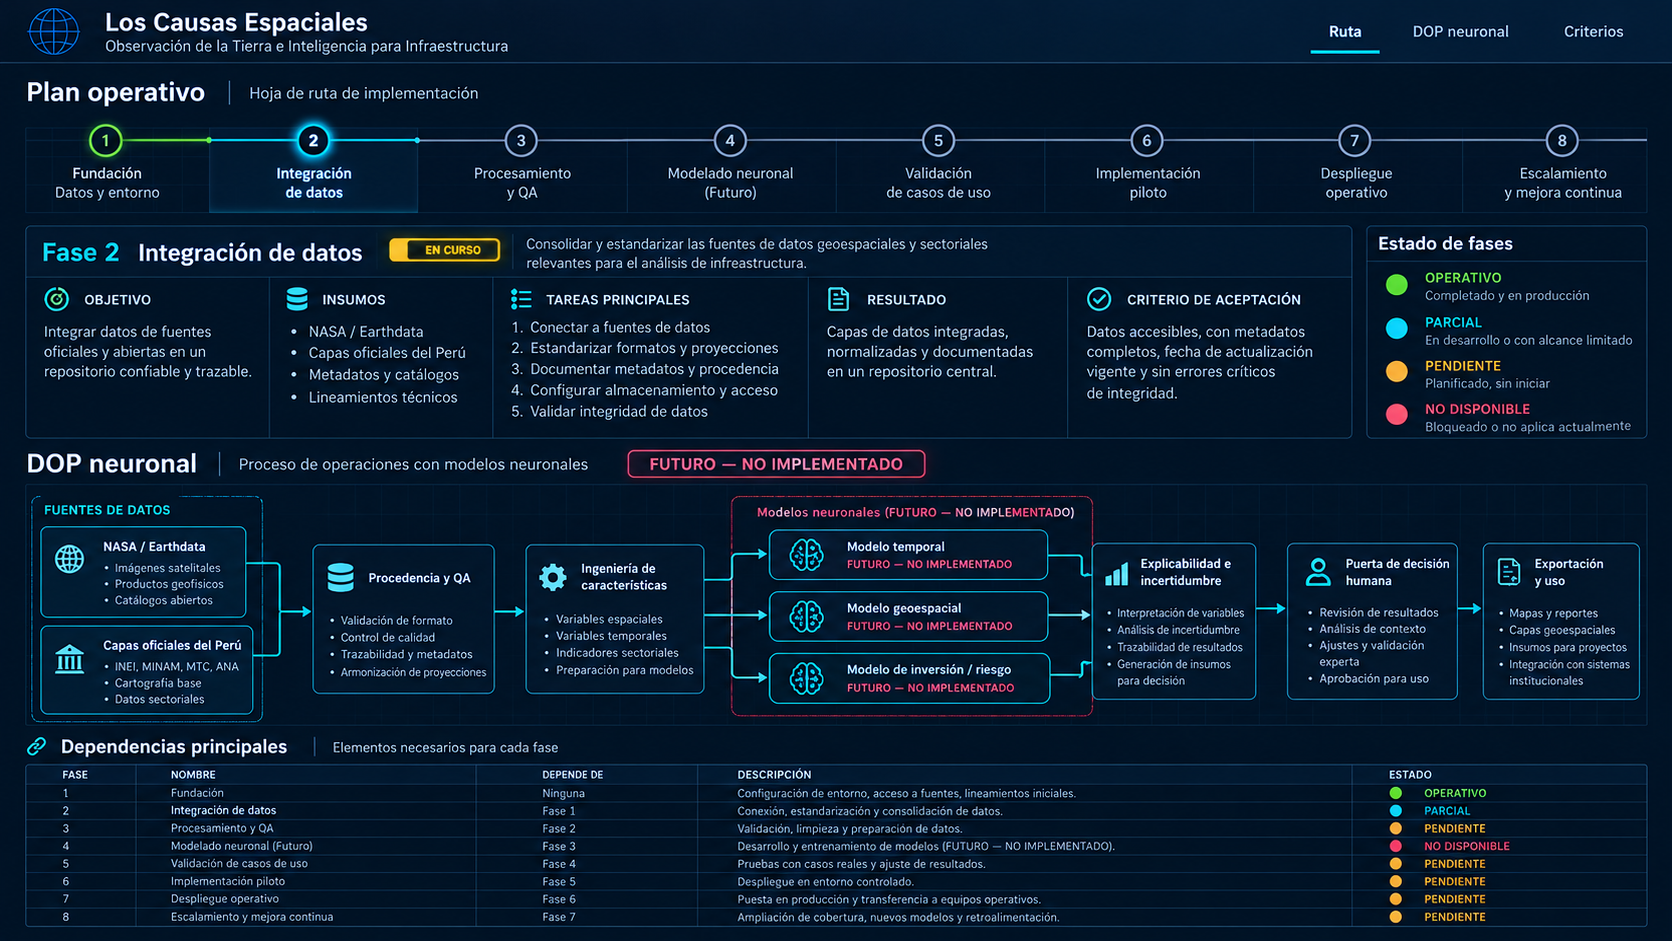 Los Causas Espaciales
Observación de la Tierra e Inteligencia para Infraestructura
Ruta
DOP neuronal
Criterios
Plan operativo
Hoja de ruta de implementación
1
Fundación
Datos y entorno
2
Integración
de datos
3
Procesamiento
y QA
4
Modelado neuronal
(Futuro)
5
Validación
de casos de uso
6
Implementación
piloto
7
Despliegue
operativo
8
Escalamiento
y mejora continua
Fase 2 Integración de datos
EN CURSO
Consolidar y estandarizar las fuentes de datos geoespaciales y sectoriales
relevantes para el análisis de infreastructura.
OBJETIVO
Integrar datos de fuentes
oficiales y abiertas en un
repositorio confiable y trazable.
INSUMOS
• NASA / Earthdata
• Capas oficiales del Perú
• Metadatos y catálogos
• Lineamientos técnicos
TAREAS PRINCIPALES
1. Conectar a fuentes de datos
2. Estandarizar formatos y proyecciones
3. Documentar metadatos y procedencia
4. Configurar almacenamiento y acceso
5. Validar integridad de datos
RESULTADO
Capas de datos integradas,
normalizadas y documentadas
en un repositorio central.
CRITERIO DE ACEPTACIÓN
Datos accesibles, con metadatos
completos, fecha de actualización
vigente y sin errores críticos
de integridad.
Estado de fases
OPERATIVO
Completado y en producción
PARCIAL
En desarrollo o con alcance limitado
PENDIENTE
Planificado, sin iniciar
NO DISPONIBLE
Bloqueado o no aplica actualmente
DOP neuronal
Proceso de operaciones con modelos neuronales
FUTURO — NO IMPLEMENTADO
FUENTES DE DATOS
NASA / Earthdata
• Imágenes satelitales
• Productos geofísicos
• Catálogos abiertos
Capas oficiales del Perú
• INEI, MINAM, MTC, ANA
• Cartografía base
• Datos sectoriales
Procedencia y QA
• Validación de formato
• Control de calidad
• Trazabilidad y metadatos
• Armonización de proyecciones
Ingeniería de
características
• Variables espaciales
• Variables temporales
• Indicadores sectoriales
• Preparación para modelos
Modelos neuronales (FUTURO — NO IMPLEMENTADO)
Modelo temporal
FUTURO — NO IMPLEMENTADO
Modelo geoespacial
FUTURO — NO IMPLEMENTADO
Modelo de inversión / riesgo
FUTURO — NO IMPLEMENTADO
Explicabilidad e
incertidumbre
• Interpretación de variables
• Análisis de incertidumbre
• Trazabilidad de resultados
• Generación de insumos
para decisión
Puerta de decisión
humana
• Revisión de resultados
• Análisis de contexto
• Ajustes y validación
experta
• Aprobación para uso
Exportación
y uso
• Mapas y reportes
• Capas geoespaciales
• Insumos para proyectos
• Integración con sistemas
institucionales
Dependencias principales
Elementos necesarios para cada fase
FASE NOMBRE DEPENDE DE DESCRIPCIÓN ESTADO
1 Fundación Ninguna Configuración de entorno, acceso a fuentes, lineamientos iniciales. OPERATIVO
2 Integración de datos Fase 1 Conexión, estandarización y consolidación de datos. PARCIAL
3 Procesamiento y QA Fase 2 Validación, limpieza y preparación de datos. PENDIENTE
4 Modelado neuronal (Futuro) Fase 3 Desarrollo y entrenamiento de modelos (FUTURO — NO IMPLEMENTADO). NO DISPONIBLE
5 Validación de casos de uso Fase 4 Pruebas con casos reales y ajuste de resultados. PENDIENTE
6 Implementación piloto Fase 5 Despliegue en entorno controlado. PENDIENTE
7 Despliegue operativo Fase 6 Puesta en producción y transferencia a equipos operativos. PENDIENTE
8 Escalamiento y mejora continua Fase 7 Ampliación de cobertura, nuevos modelos y retroalimentación. PENDIENTE